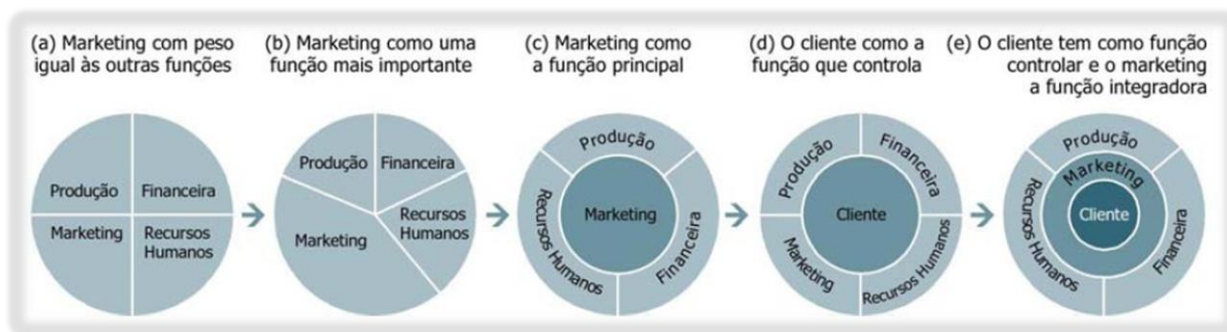 (a) Marketing com peso
igual às outras funções
(b) Marketing como uma
função mais importante
(c) Marketing como
a função principal
(d) O cliente como a
função que controla
(e) O cliente tem como função
controlar e o marketing
a função integradora
Produção
Financeira
Marketing
Recursos
Humanos
Produção
Financeira
Recursos
Humanos
Marketing
Produção
Marketing
Recursos Humanos
Financeira
Produção
Financeira
Cliente
Marketing
Recursos Humanos
Produção
Marketing
Cliente
Recursos Humanos
Financeira